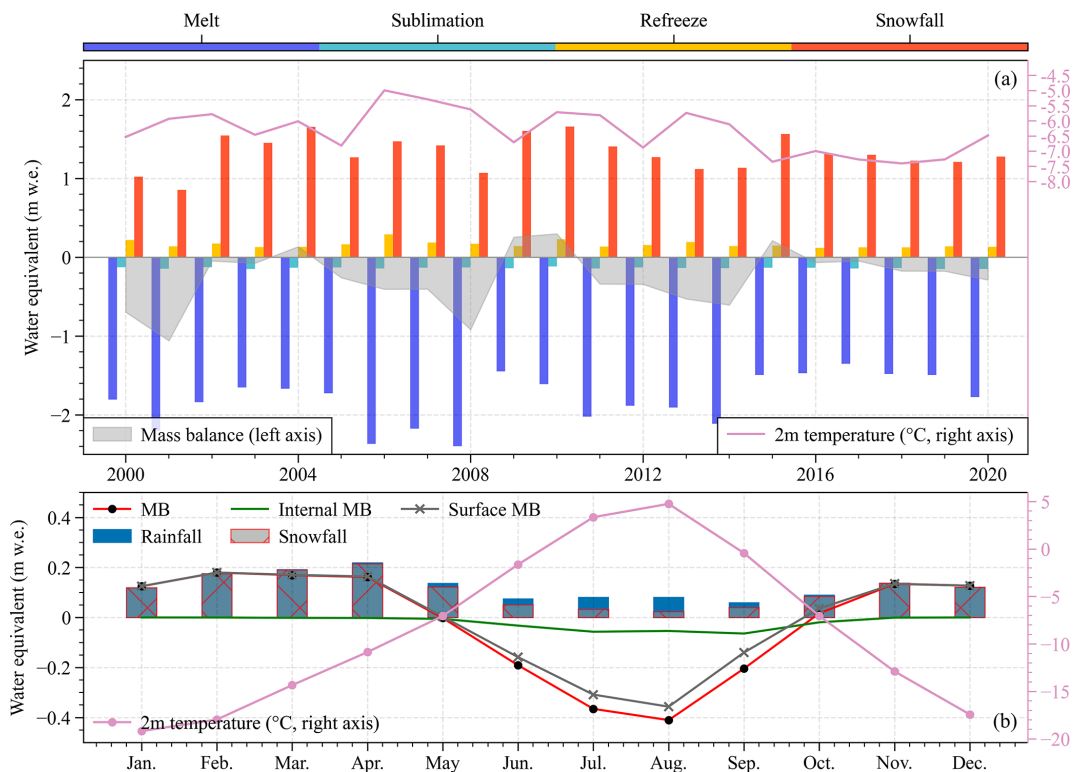 Melt Sublimation Refreeze Snowfall
(a)
Water equivalent (m w.e.)
2
1
0
−1
−2
-4.5
-5.0
-5.5
-6.0
-6.5
-7.0
-7.5
-8.0
Mass balance (left axis)
2m temperature (°C, right axis)
2000 2004 2008 2012 2016 2020
Water equivalent (m w.e.)
0.4
0.2
0
−0.2
−0.4
MB Internal MB Surface MB
Rainfall Snowfall
5
0
−5
−10
−15
−20
2m temperature (°C, right axis)
(b)
Jan. Feb. Mar. Apr. May Jun. Jul. Aug. Sep. Oct. Nov. Dec.